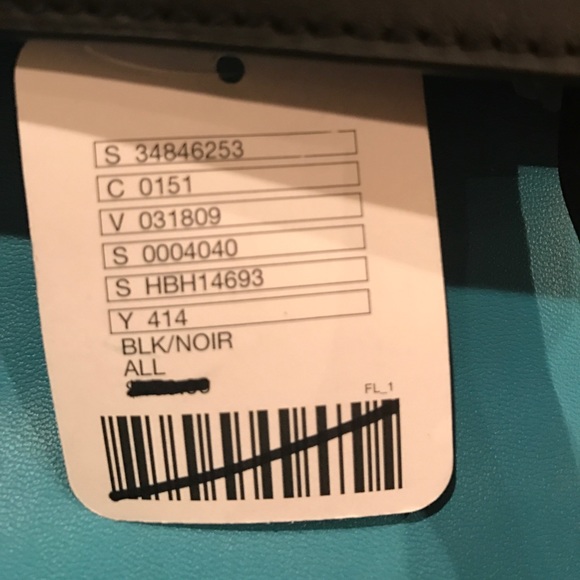 S 34846253
C 0151
V 031809
S 0004040
S HBH14693
Y 414
BLK/NOIR
ALL
FL_1